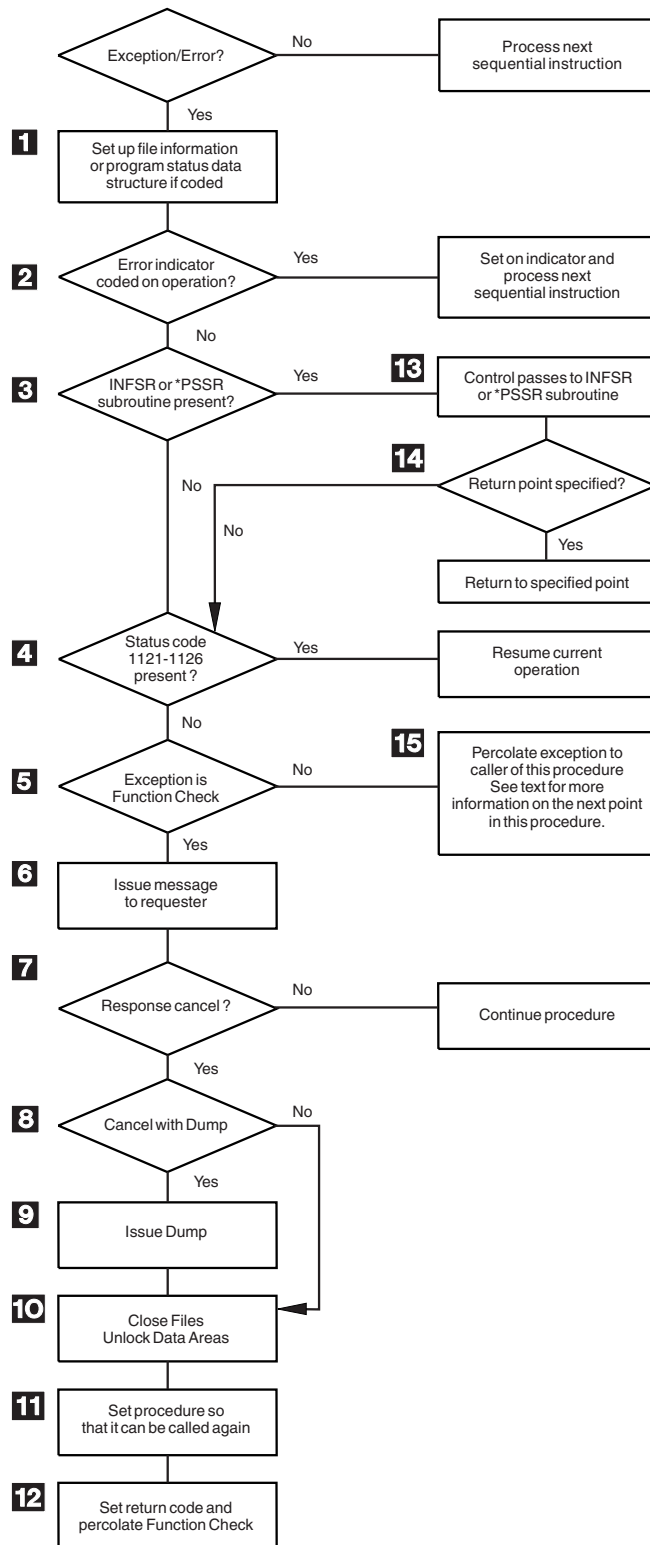 Exception/Error?
No
Process next
sequential instruction
Yes
1
Set up file information
or program status data
structure if coded
2
Error indicator
coded on operation?
Yes
Set on indicator and
process next
sequential instruction
No
3
INFSR or *PSSR
subroutine present?
Yes
13
Control passes to INFSR
or *PSSR subroutine
14
Return point specified?
No
No
Yes
Return to specified point
4
Status code
1121-1126
present ?
Yes
Resume current
operation
No
5
Exception is
Function Check
No
15
Percolate exception to
caller of this procedure
See text for more
information on the next point
in this procedure.
Yes
6
Issue message
to requester
7
Response cancel ?
No
Continue procedure
Yes
8
Cancel with Dump
No
Yes
9
Issue Dump
10
Close Files
Unlock Data Areas
11
Set procedure so
that it can be called again
12
Set return code and
percolate Function Check